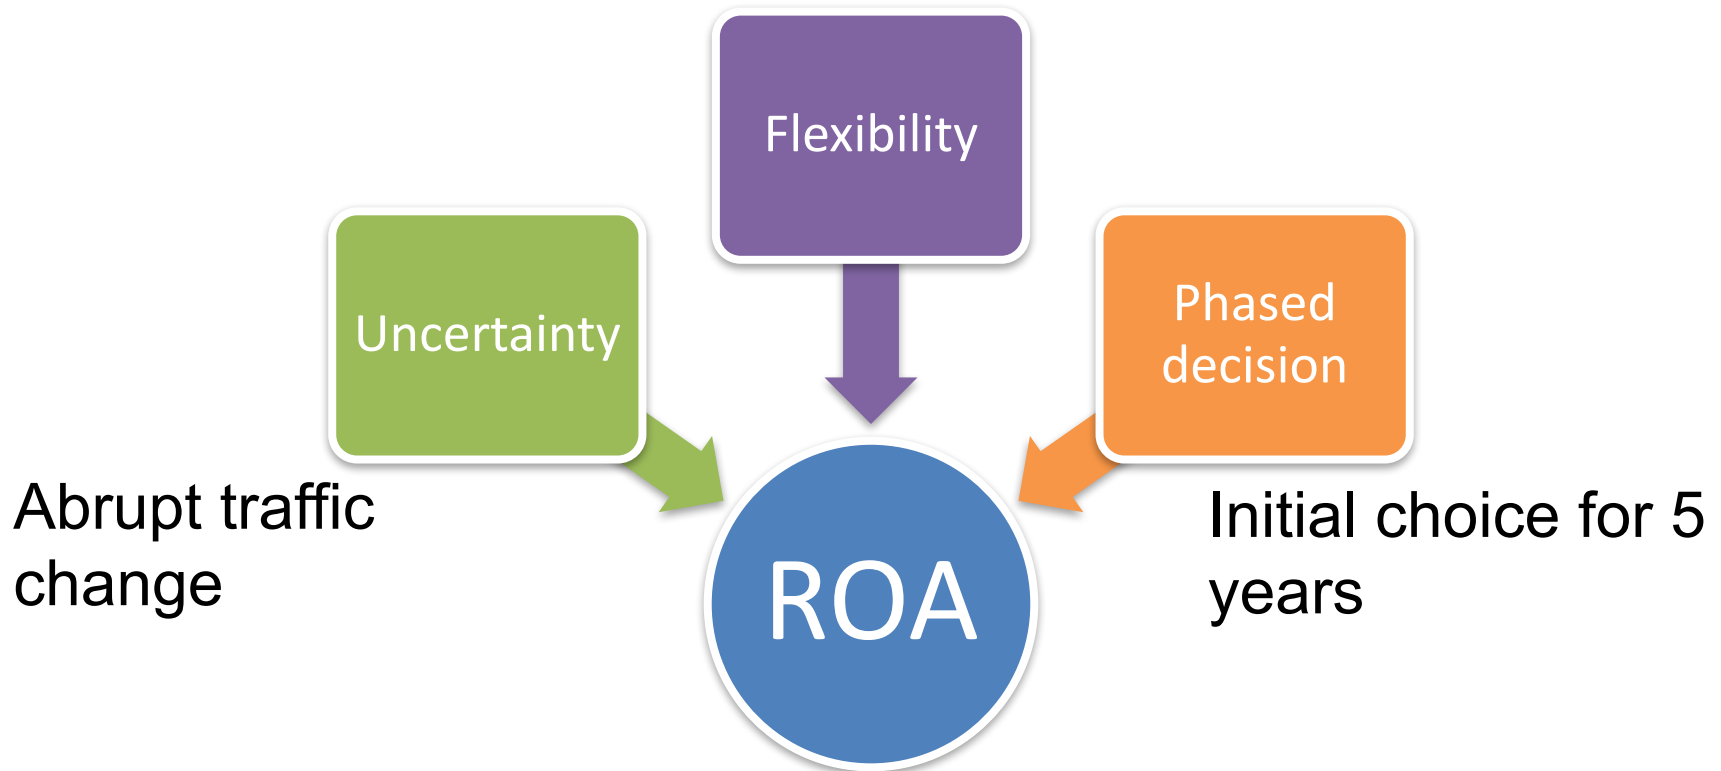 Flexibility
Uncertainty
Phased
decision
Abrupt traffic
change
Initial choice for 5
years
ROA